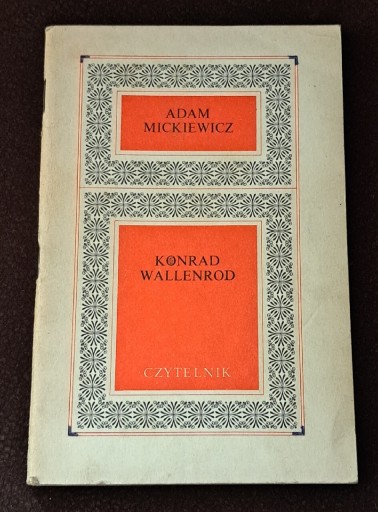 ADAM
MICKIEWICZ
KONRAD
WALLENROD
CZYTELNIK